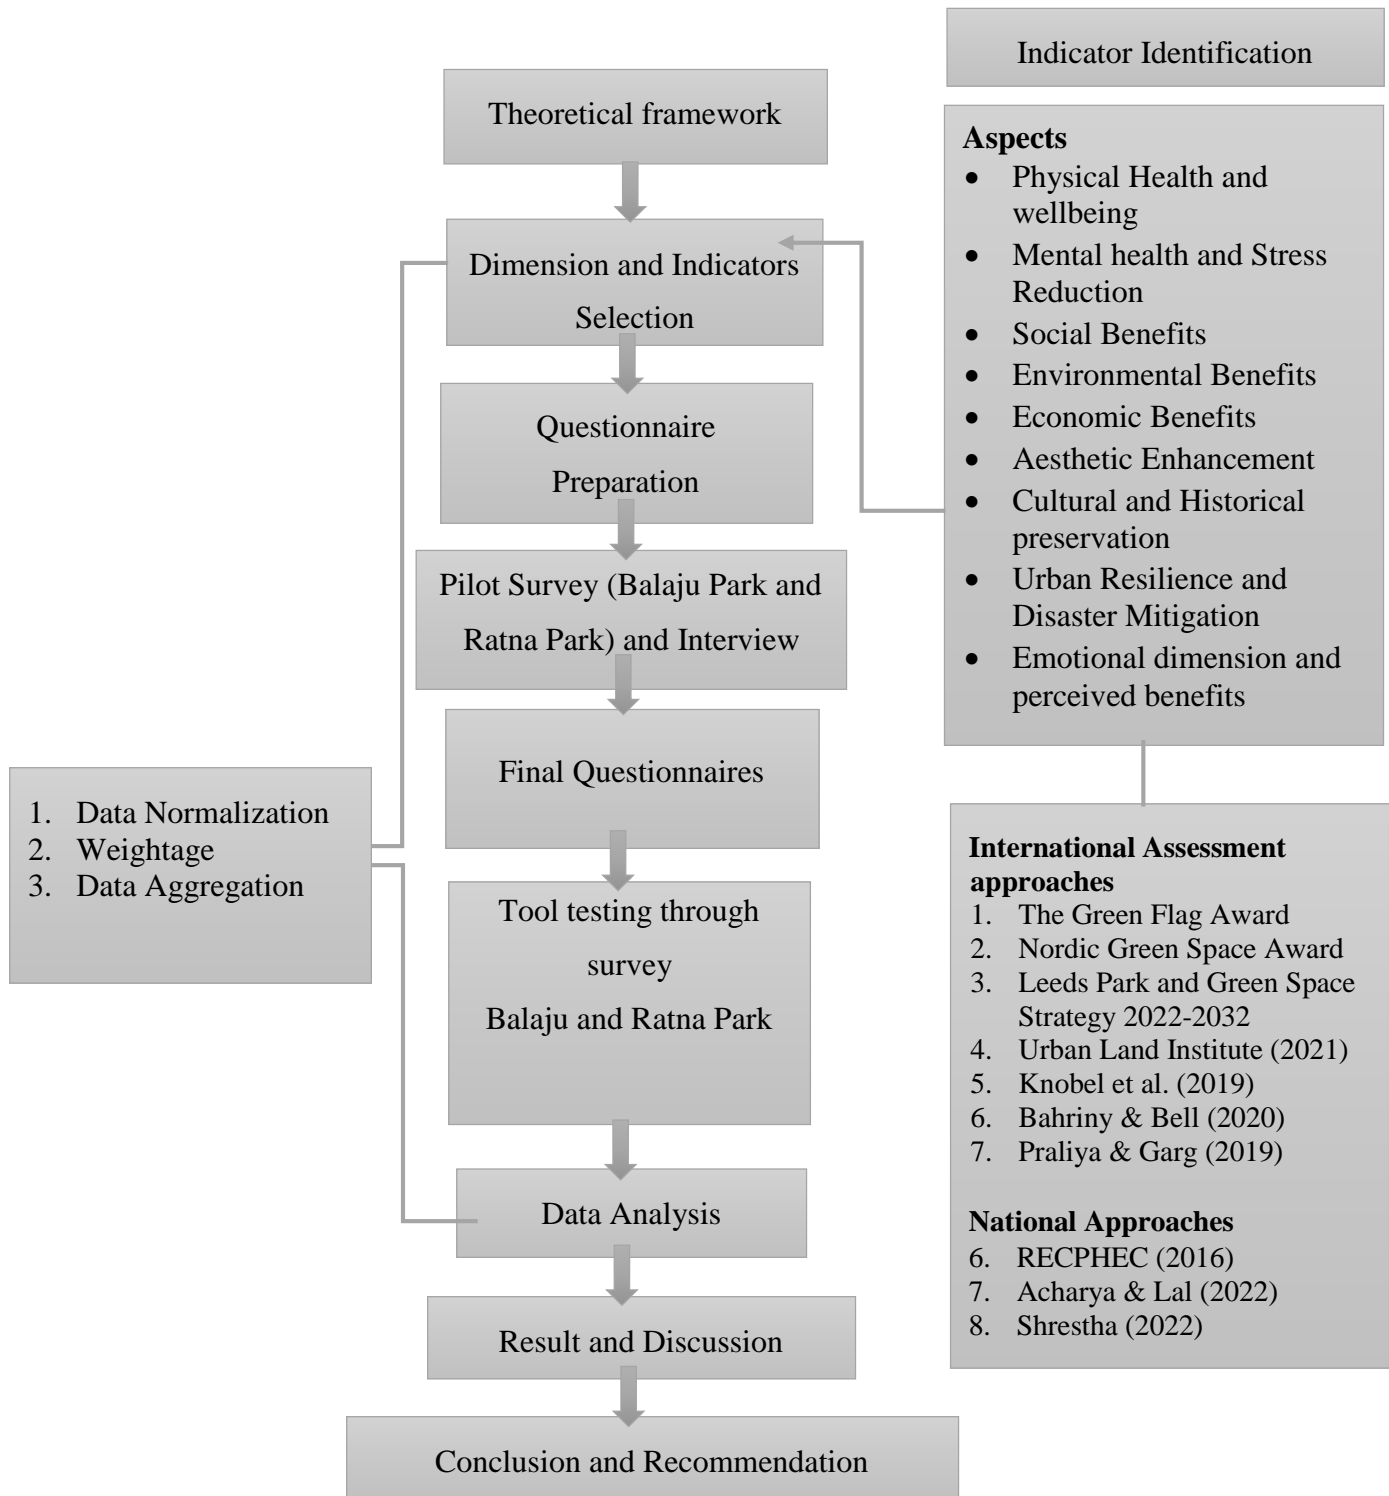 Indicator Identification
Theoretical framework
Dimension and Indicators
Selection
Questionnaire
Preparation
Pilot Survey (Balaju Park and
Ratna Park) and Interview
Final Questionnaires
Tool testing through
survey
Balaju and Ratna Park
Data Analysis
Result and Discussion
Conclusion and Recommendation
1. Data Normalization
2. Weightage
3. Data Aggregation
Aspects
• Physical Health and
wellbeing
• Mental health and Stress
Reduction
• Social Benefits
• Environmental Benefits
• Economic Benefits
• Aesthetic Enhancement
• Cultural and Historical
preservation
• Urban Resilience and
Disaster Mitigation
• Emotional dimension and
perceived benefits
International Assessment
approaches
1. The Green Flag Award
2. Nordic Green Space Award
3. Leeds Park and Green Space
Strategy 2022-2032
4. Urban Land Institute (2021)
5. Knobel et al. (2019)
6. Bahriny & Bell (2020)
7. Praliya & Garg (2019)
National Approaches
6. RECPHEC (2016)
7. Acharya & Lal (2022)
8. Shrestha (2022)